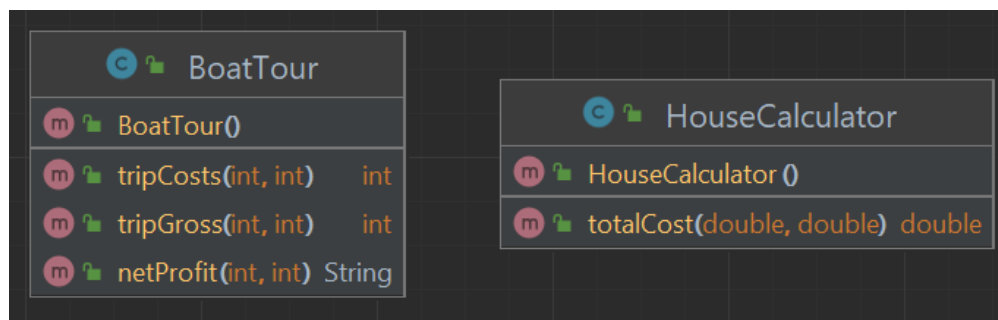 C BoatTour
m BoatTour()
m tripCosts(int, int) int
m tripGross(int, int) int
m netProfit(int, int) String
C HouseCalculator
m HouseCalculator ()
m totalCost(double, double) double